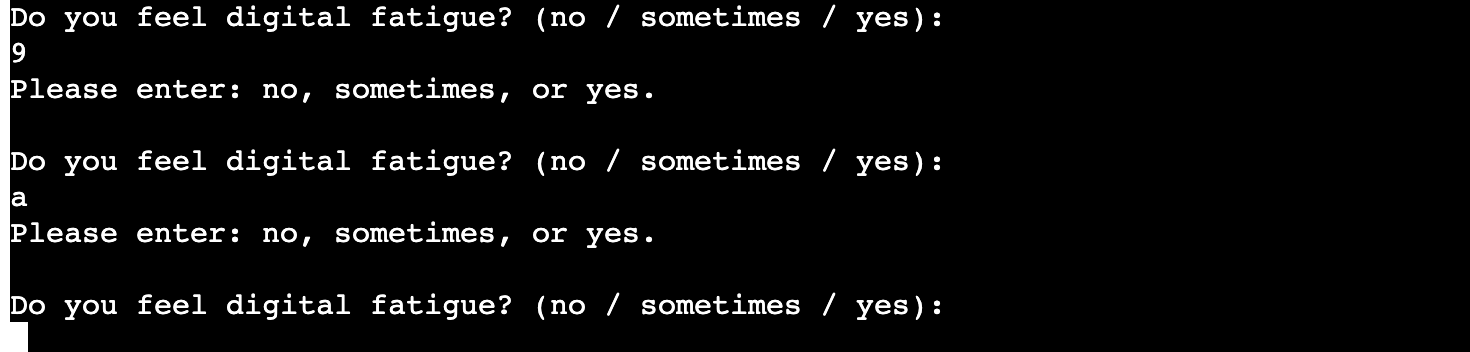 Do you feel digital fatigue? (no / sometimes / yes):
9
Please enter: no, sometimes, or yes.
Do you feel digital fatigue? (no / sometimes / yes):
a
Please enter: no, sometimes, or yes.
Do you feel digital fatigue? (no / sometimes / yes):